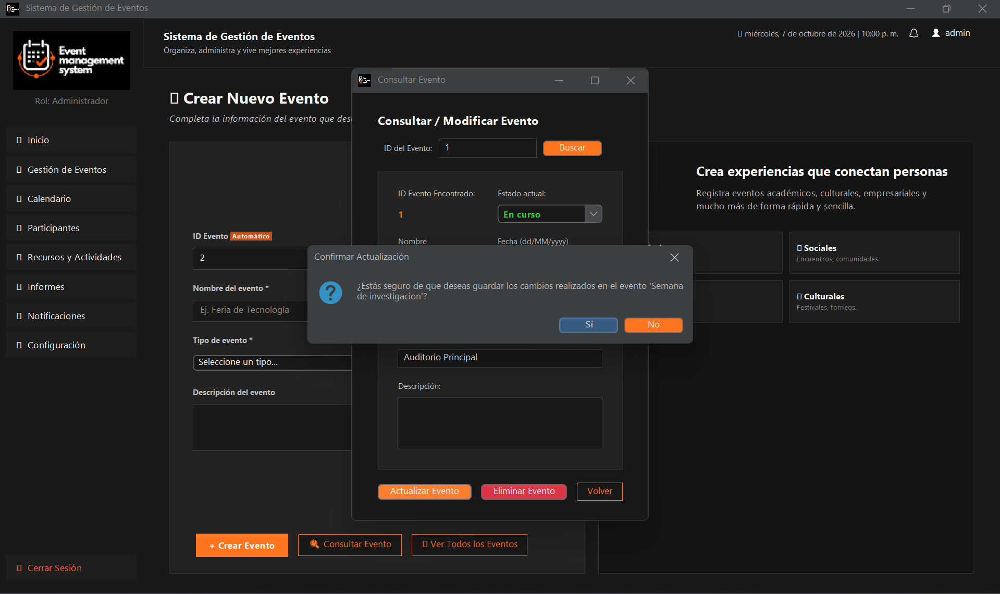 Sistema de Gestión de Eventos
Event
management
system
Rol: Administrador
Inicio
Gestión de Eventos
Calendario
Participantes
Recursos y Actividades
Informes
Notificaciones
Configuración
Cerrar Sesión
Sistema de Gestión de Eventos
Organiza, administra y vive mejores experiencias
miércoles, 7 de octubre de 2026 | 10:00 p. m.
admin
Crear Nuevo Evento
Completa la información del evento que
ID Evento Automático
2
Nombre del evento *
Ej. Feria de Tecnología
Tipo de evento *
Seleccione un tipo...
Descripción del evento
+ Crear Evento
Consultar Evento
Ver Todos los Eventos
Consultar Evento
Consultar / Modificar Evento
ID del Evento:
1
Buscar
ID Evento Encontrado:
Estado actual:
1
En curso
Nombre
Fecha (dd/MM/yyyy)
Confirmar Actualización
¿Estás seguro de que deseas guardar los cambios realizados en el evento 'Semana
de investigacion'?
Sí
No
Auditorio Principal
Descripción:
Actualizar Evento
Eliminar Evento
Volver
Crea experiencias que conectan personas
Registra eventos académicos, culturales, empresariales y
mucho más de forma rápida y sencilla.
Sociales
Encuentros, comunidades.
Culturales
Festivales, torneos.